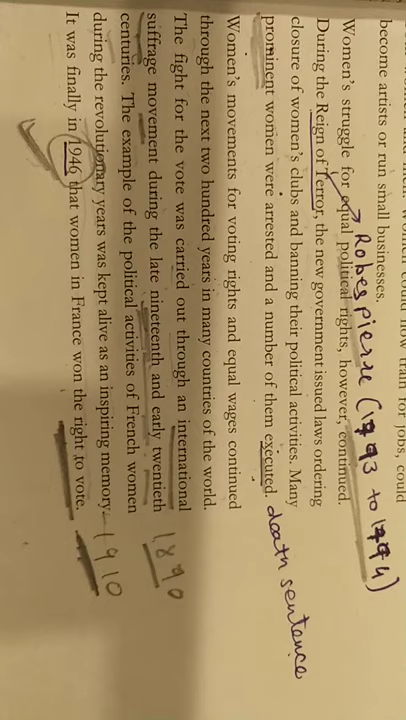 become artists or run small businesses.
Women's struggle for equal political rights, however, continued.
During the Reign of Terror, the new government issued laws ordering
closure of women's clubs and banning their political activities. Many
prominent women were arrested and a number of them executed.
Women's movements for voting rights and equal wages continued
through the next two hundred years in many countries of the world.
The fight for the vote was carried out through an international
suffrage movement during the late nineteenth and early twentieth
centuries. The example of the political activities of French women
during the revolutionary years was kept alive as an inspiring memory.
It was finally in 1946 that women in France won the right to vote.
Robespierre (1793 to 1794)
death sentence
1890
1910